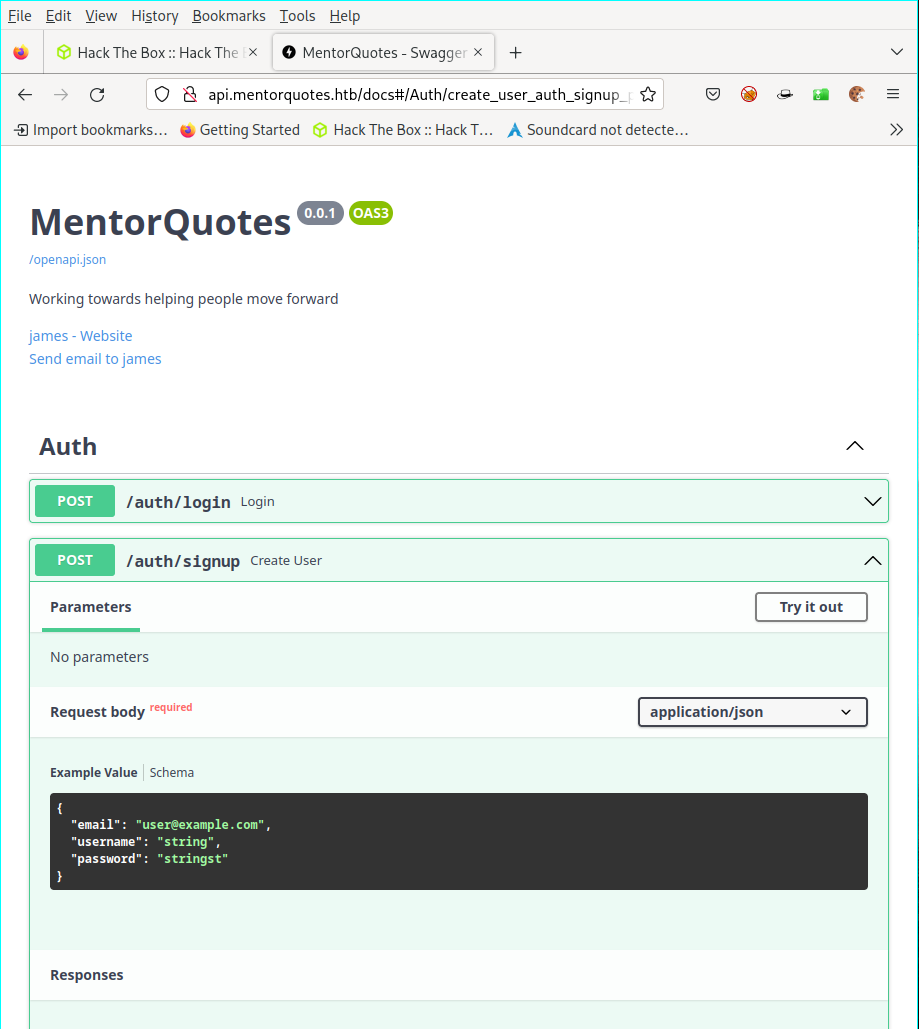 File Edit View History Bookmarks Tools Help
Hack The Box :: Hack The
MentorQuotes - Swagger
api.mentorquotes.htb/docs#/Auth/create_user_auth_signup_
Import bookmarks… Getting Started Hack The Box :: Hack T… Soundcard not detecte…
MentorQuotes 0.0.1 OAS3
/openapi.json
Working towards helping people move forward
james - Website
Send email to james
Auth
POST /auth/login Login
POST /auth/signup Create User
Parameters Try it out
No parameters
Request body required application/json
Example Value Schema
{
"email": "user@example.com",
"username": "string",
"password": "stringst"
}
Responses